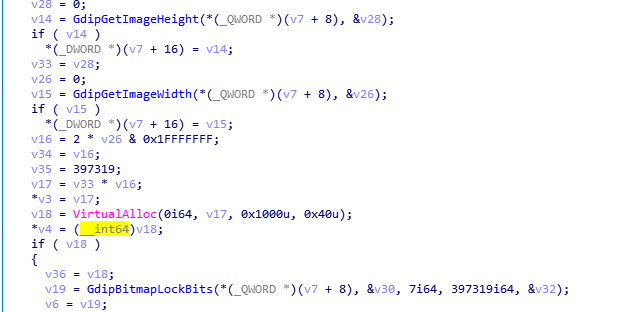 v28 = 0;
v14 = GdipGetImageHeight(*(_QWORD *)(v7 + 8), &v28);
if ( v14 )
*(_DWORD *)(v7 + 16) = v14;
v33 = v28;
v26 = 0;
v15 = GdipGetImageWidth(*(_QWORD *)(v7 + 8), &v26);
if ( v15 )
*(_DWORD *)(v7 + 16) = v15;
v16 = 2 * v26 & 0x1FFFFFFF;
v34 = v16;
v35 = 397319;
v17 = v33 * v16;
*v3 = v17;
v18 = VirtualAlloc(0i64, v17, 0x1000u, 0x40u);
*v4 = (__int64)v18;
if ( v18 )
{
v36 = v18;
v19 = GdipBitmapLockBits(*(_QWORD *)(v7 + 8), &v30, 7i64, 397319i64, &v32);
v6 = v19;